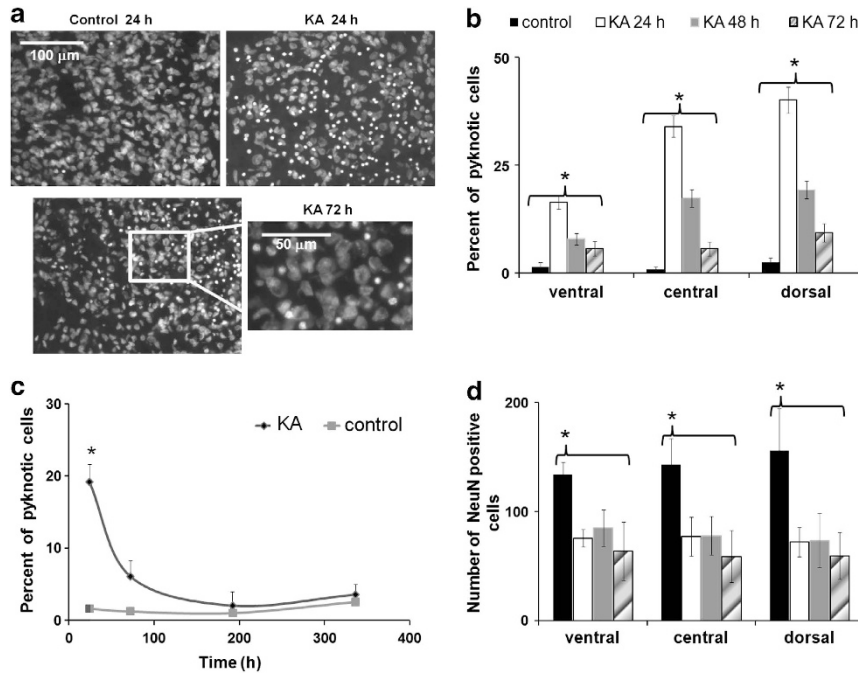 a
Control 24 h
KA 24 h
100 μm
KA 72 h
50 μm
b
control
KA 24 h
KA 48 h
KA 72 h
Percent of pyknotic cells
50
25
0
*
*
*
ventral
central
dorsal
c
Percent of pyknotic cells
30
20
10
0
*
KA
control
0
100
200
300
400
Time (h)
d
Number of NeuN positive
cells
200
100
0
*
*
*
ventral
central
dorsal